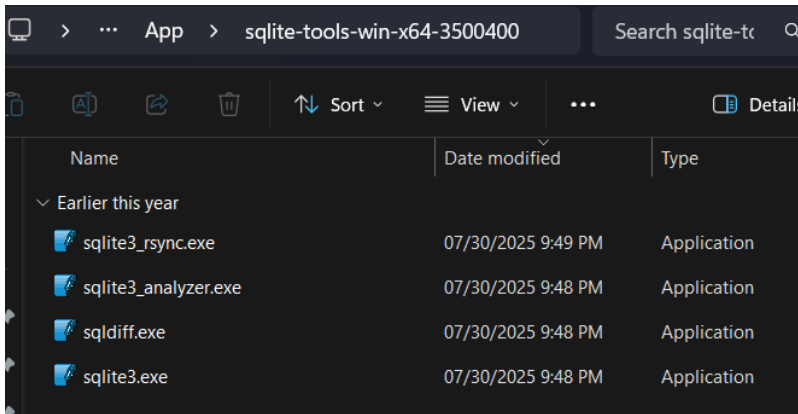 ... App sqlite-tools-win-x64-3500400 Search sqlite-tc
Sort View ... Details
Name Date modified Type
Earlier this year
sqlite3_rsync.exe 07/30/2025 9:49 PM Application
sqlite3_analyzer.exe 07/30/2025 9:48 PM Application
sqldiff.exe 07/30/2025 9:48 PM Application
sqlite3.exe 07/30/2025 9:48 PM Application